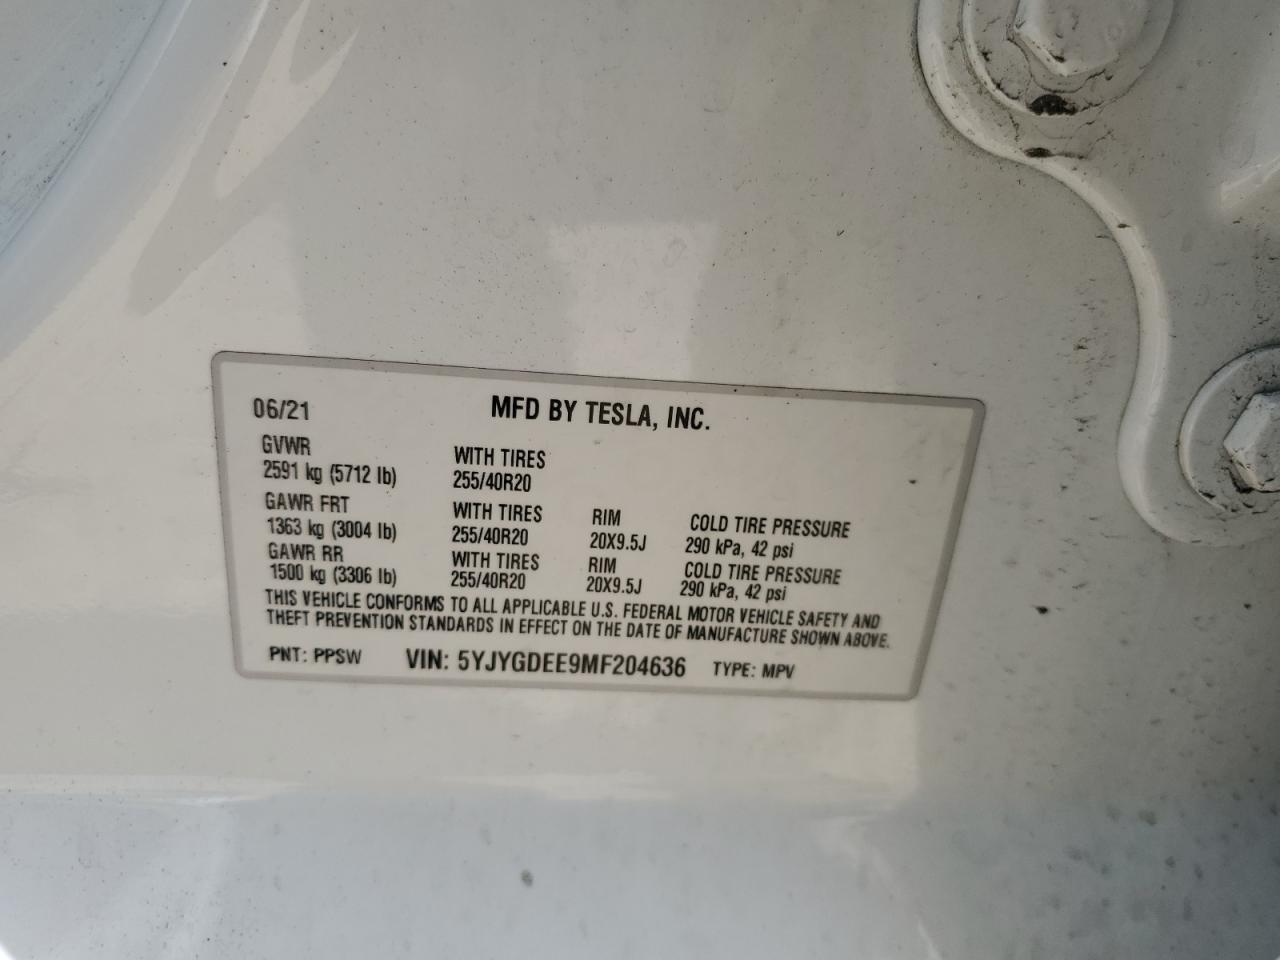 06/21 MFD BY TESLA, INC.
GVWR
2591 kg (5712 lb) WITH TIRES
255/40R20
GAWR FRT
1363 kg (3004 lb) WITH TIRES
255/40R20 RIM
20X9.5J COLD TIRE PRESSURE
290 kPa, 42 psi
GAWR RR
1500 kg (3306 lb) WITH TIRES
255/40R20 RIM
20X9.5J COLD TIRE PRESSURE
290 kPa, 42 psi
THIS VEHICLE CONFORMS TO ALL APPLICABLE U.S. FEDERAL MOTOR VEHICLE SAFETY AND
THEFT PREVENTION STANDARDS IN EFFECT ON THE DATE OF MANUFACTURE SHOWN ABOVE.
PNT: PPSW VIN: 5YJYGDEE9MF204636 TYPE: MPV